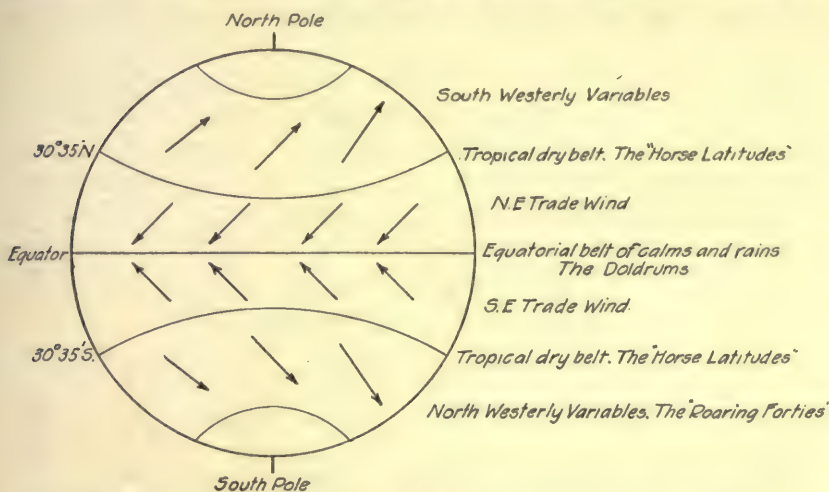 North Pole
South Westerly Variables
30°35'N
Tropical dry belt. The "Horse Latitudes"
N.E Trade Wind
Equator
Equatorial belt of calms and rains
The Doldrums
S.E Trade Wind.
30°35'S.
Tropical dry belt. The "Horse Latitudes"
North Westerly Variables. The "Roaring Forties"
South Pole